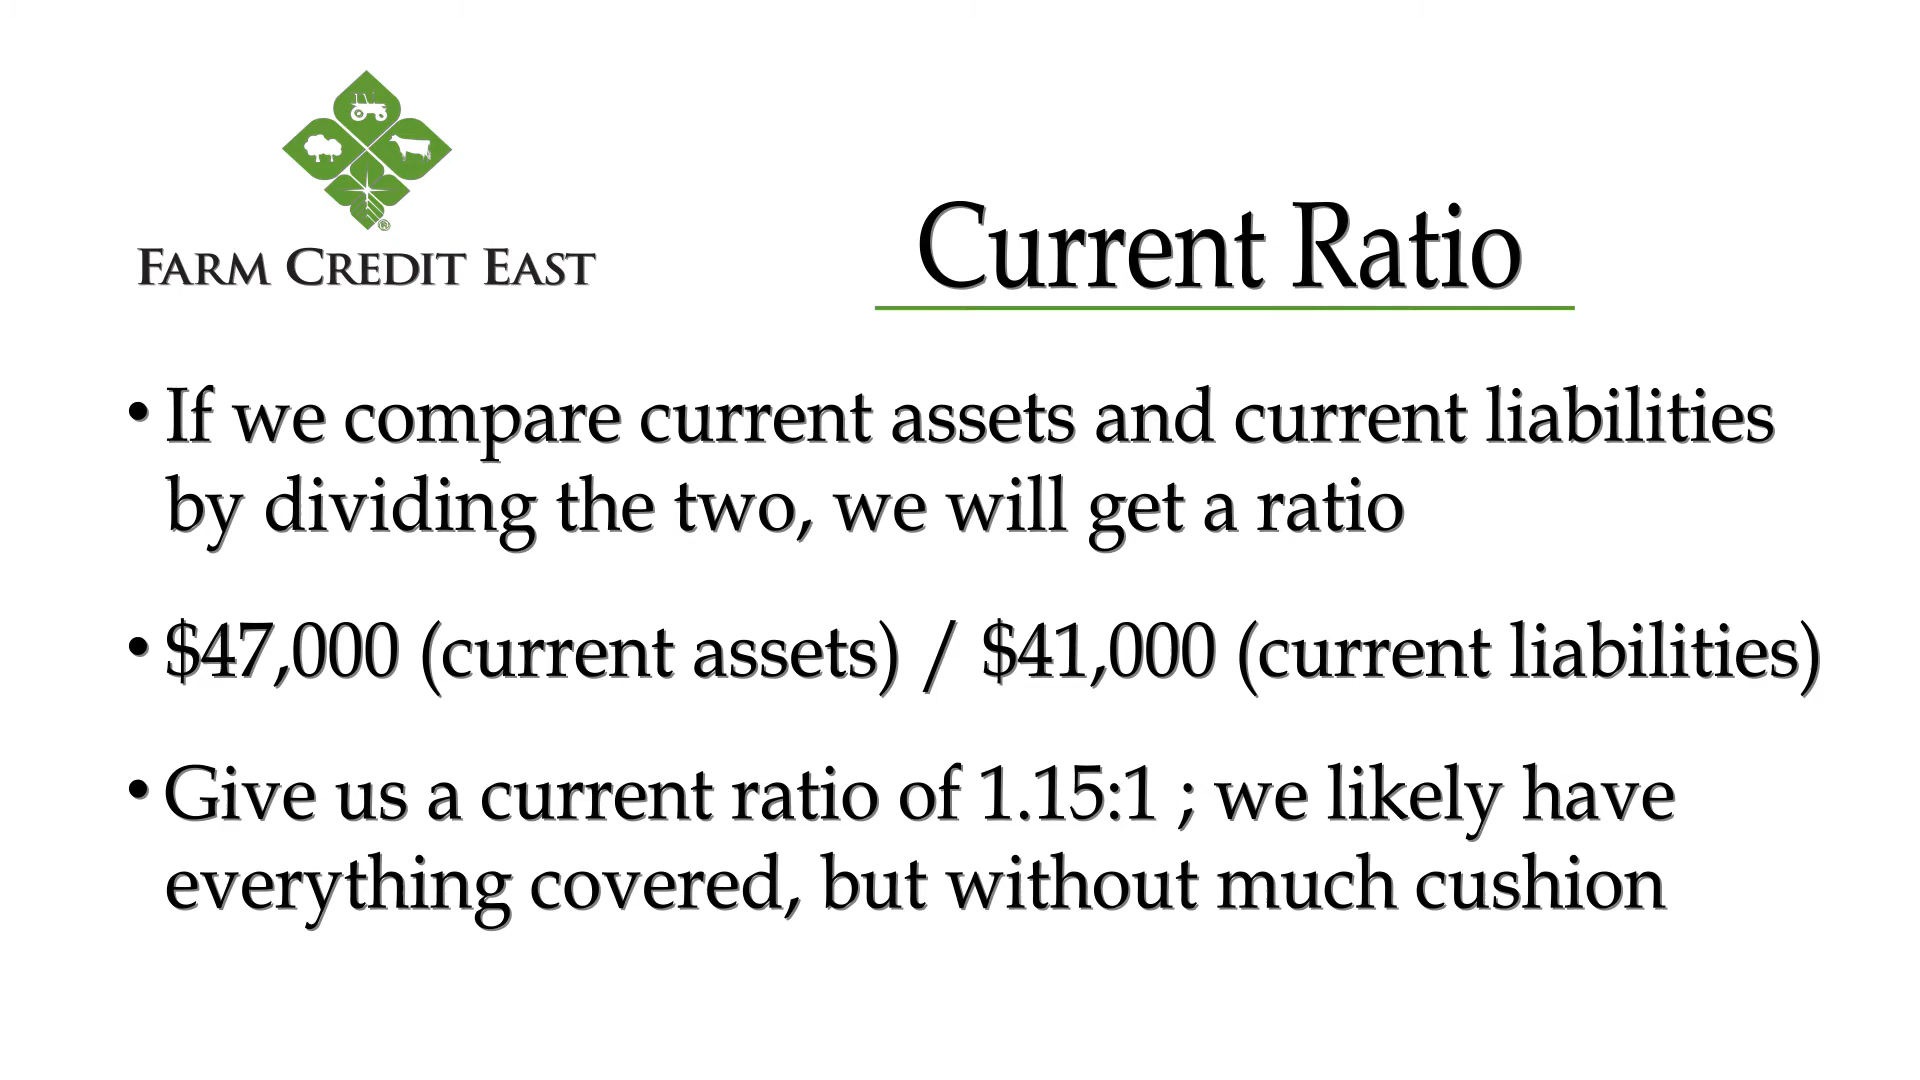 FARM CREDIT EAST
Current Ratio
• If we compare current assets and current liabilities
by dividing the two, we will get a ratio
• $47,000 (current assets) / $41,000 (current liabilities)
• Give us a current ratio of 1.15:1 ; we likely have
everything covered, but without much cushion